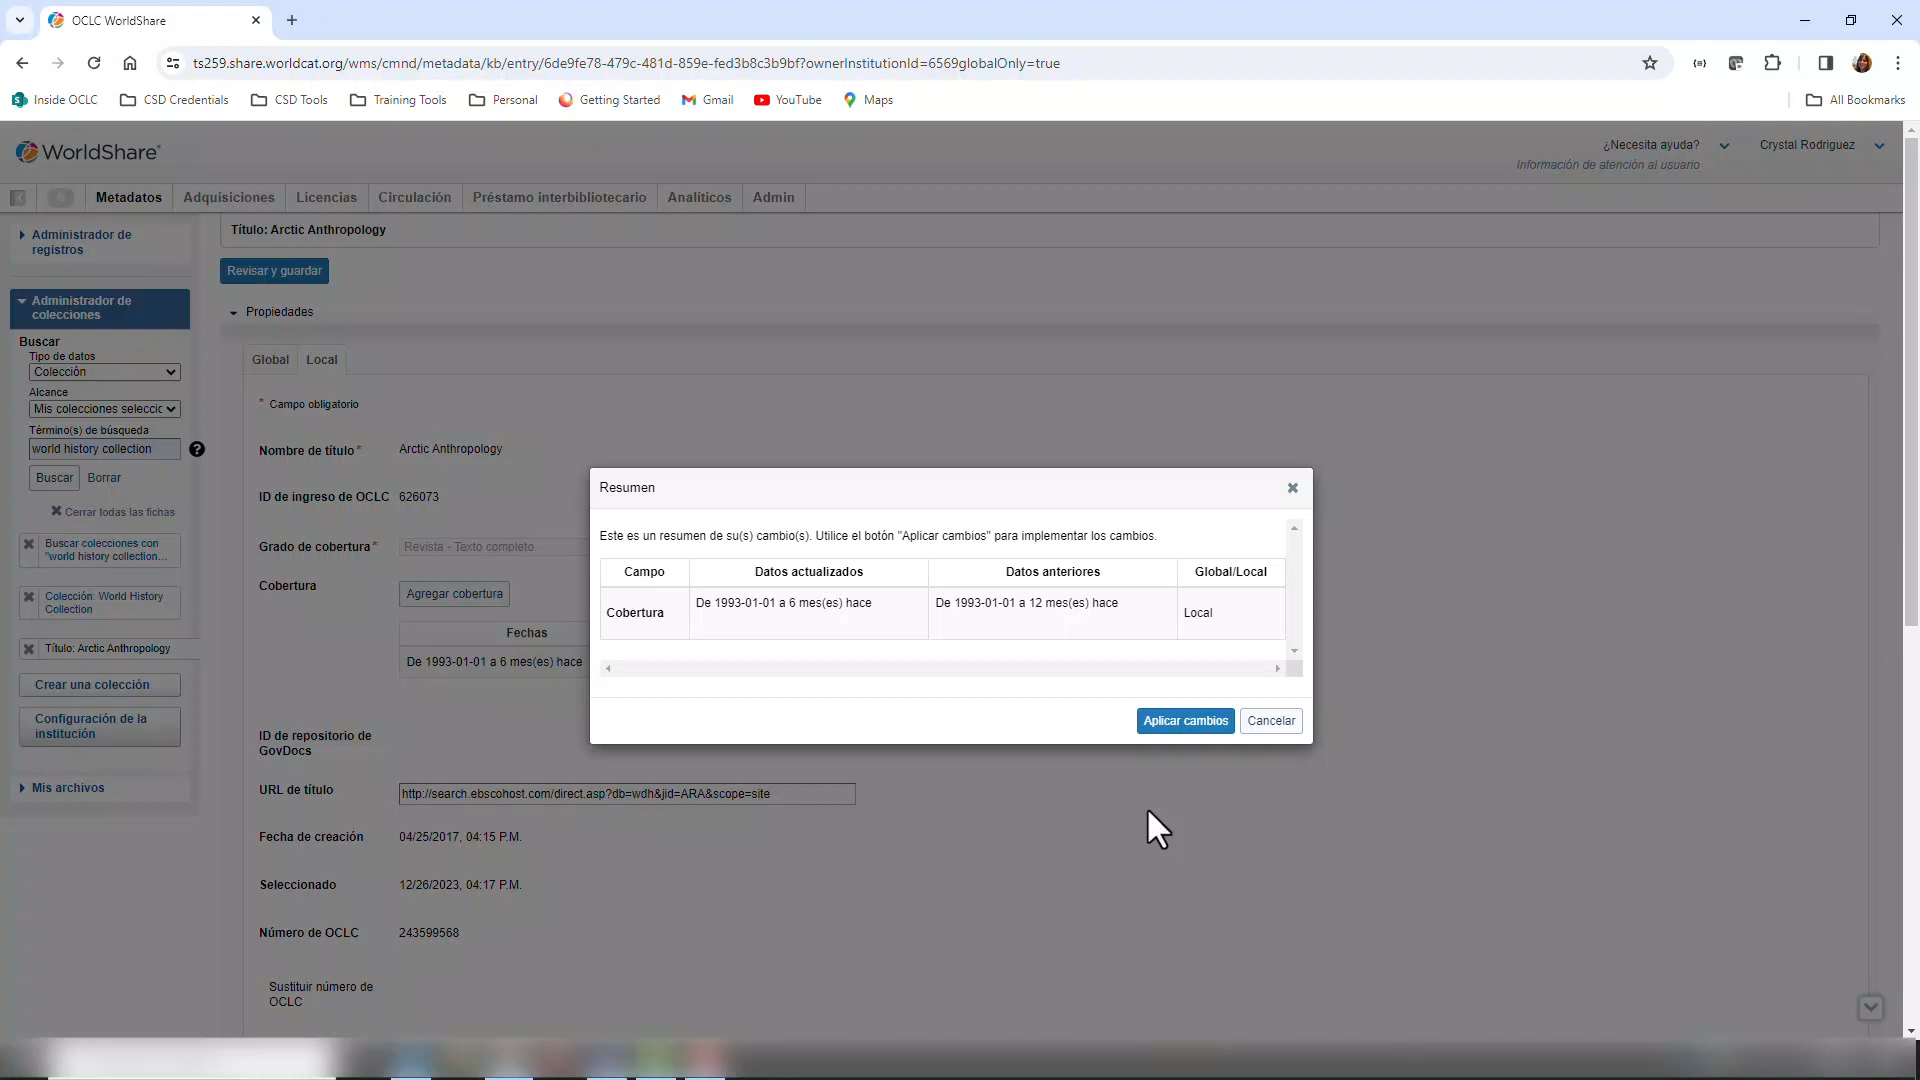 OCLC WorldShare
ts259.share.worldcat.org/wms/cmnd/metadata/kb/entry/6de9fe78-479c-481d-859e-fed3b8c3b9bf?ownerInstitutionId=6569globalOnly=true
Inside OCLC
CSD Credentials
CSD Tools
Training Tools
Personal
Getting Started
Gmail
YouTube
Maps
All Bookmarks
WorldShare
¿Necesita ayuda?
Crystal Rodriguez
Información de atención al usuario
Metadatos
Adquisiciones
Licencias
Circulación
Préstamo interbibliotecario
Analíticos
Admin
Administrador de
registros
Administrador de
colecciones
Buscar
Tipo de datos
Colección
Alcance
Mis colecciones seleccic
Término(s) de búsqueda
world history collection
Buscar
Borrar
Cerrar todas las fichas
Buscar colecciones con
"world history collection...
Colección: World History
Collection
Título: Arctic Anthropology
Crear una colección
Configuración de la
institución
Mis archivos
Título: Arctic Anthropology
Revisar y guardar
Propiedades
Global
Local
* Campo obligatorio
Nombre de título*
Arctic Anthropology
ID de ingreso de OCLC
626073
Grado de cobertura*
Revista - Texto completo
Cobertura
Agregar cobertura
Fechas
De 1993-01-01 a 6 mes(es) hace
ID de repositorio de
GovDocs
URL de título
http://search.ebscohost.com/direct.asp?db=wdh&jid=ARA&scope=site
Fecha de creación
04/25/2017, 04:15 P.M.
Seleccionado
12/26/2023, 04:17 P.M.
Número de OCLC
243599568
Sustituir número de
OCLC
Resumen
Este es un resumen de su(s) cambio(s). Utilice el botón "Aplicar cambios" para implementar los cambios.
Campo
Datos actualizados
Datos anteriores
Global/Local
Cobertura
De 1993-01-01 a 6 mes(es) hace
De 1993-01-01 a 12 mes(es) hace
Local
Aplicar cambios
Cancelar